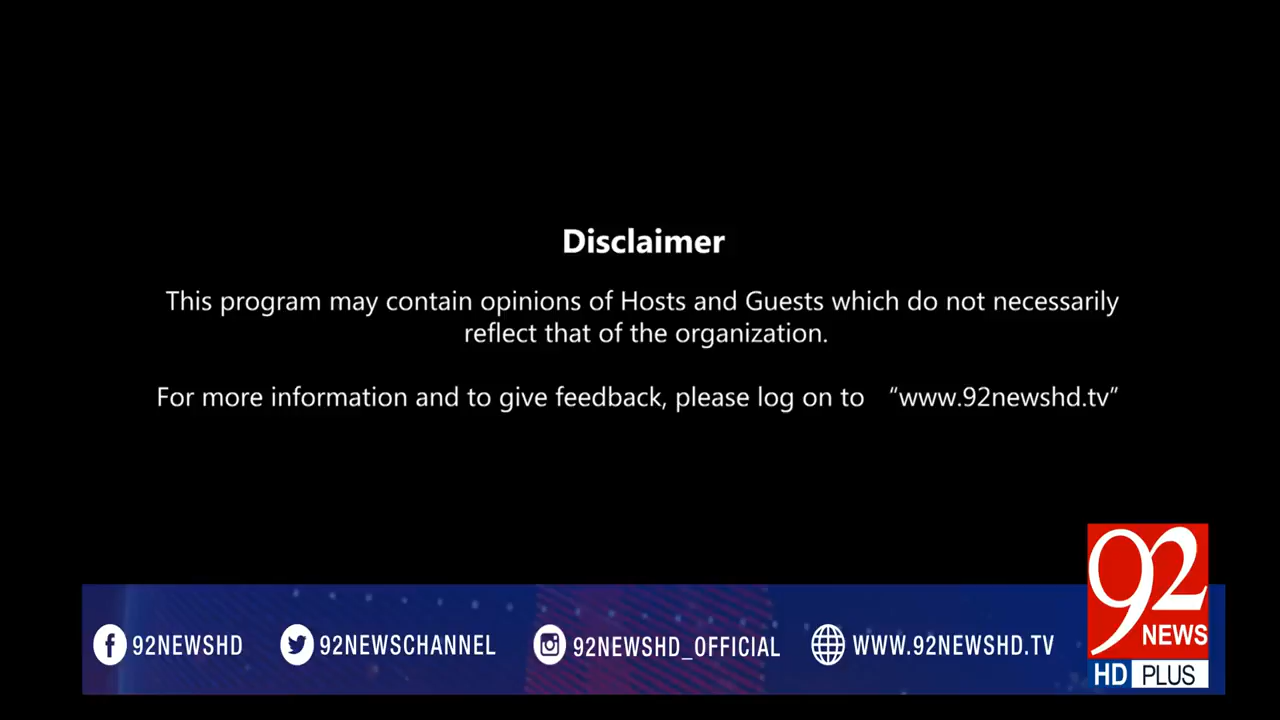 Disclaimer
This program may contain opinions of Hosts and Guests which do not necessarily
reflect that of the organization.
For more information and to give feedback, please log on to “www.92newshd.tv”
92NEWSHD
92NEWSCHANNEL
92NEWSHD_OFFICIAL
WWW.92NEWSHD.TV
92
NEWS
HD PLUS